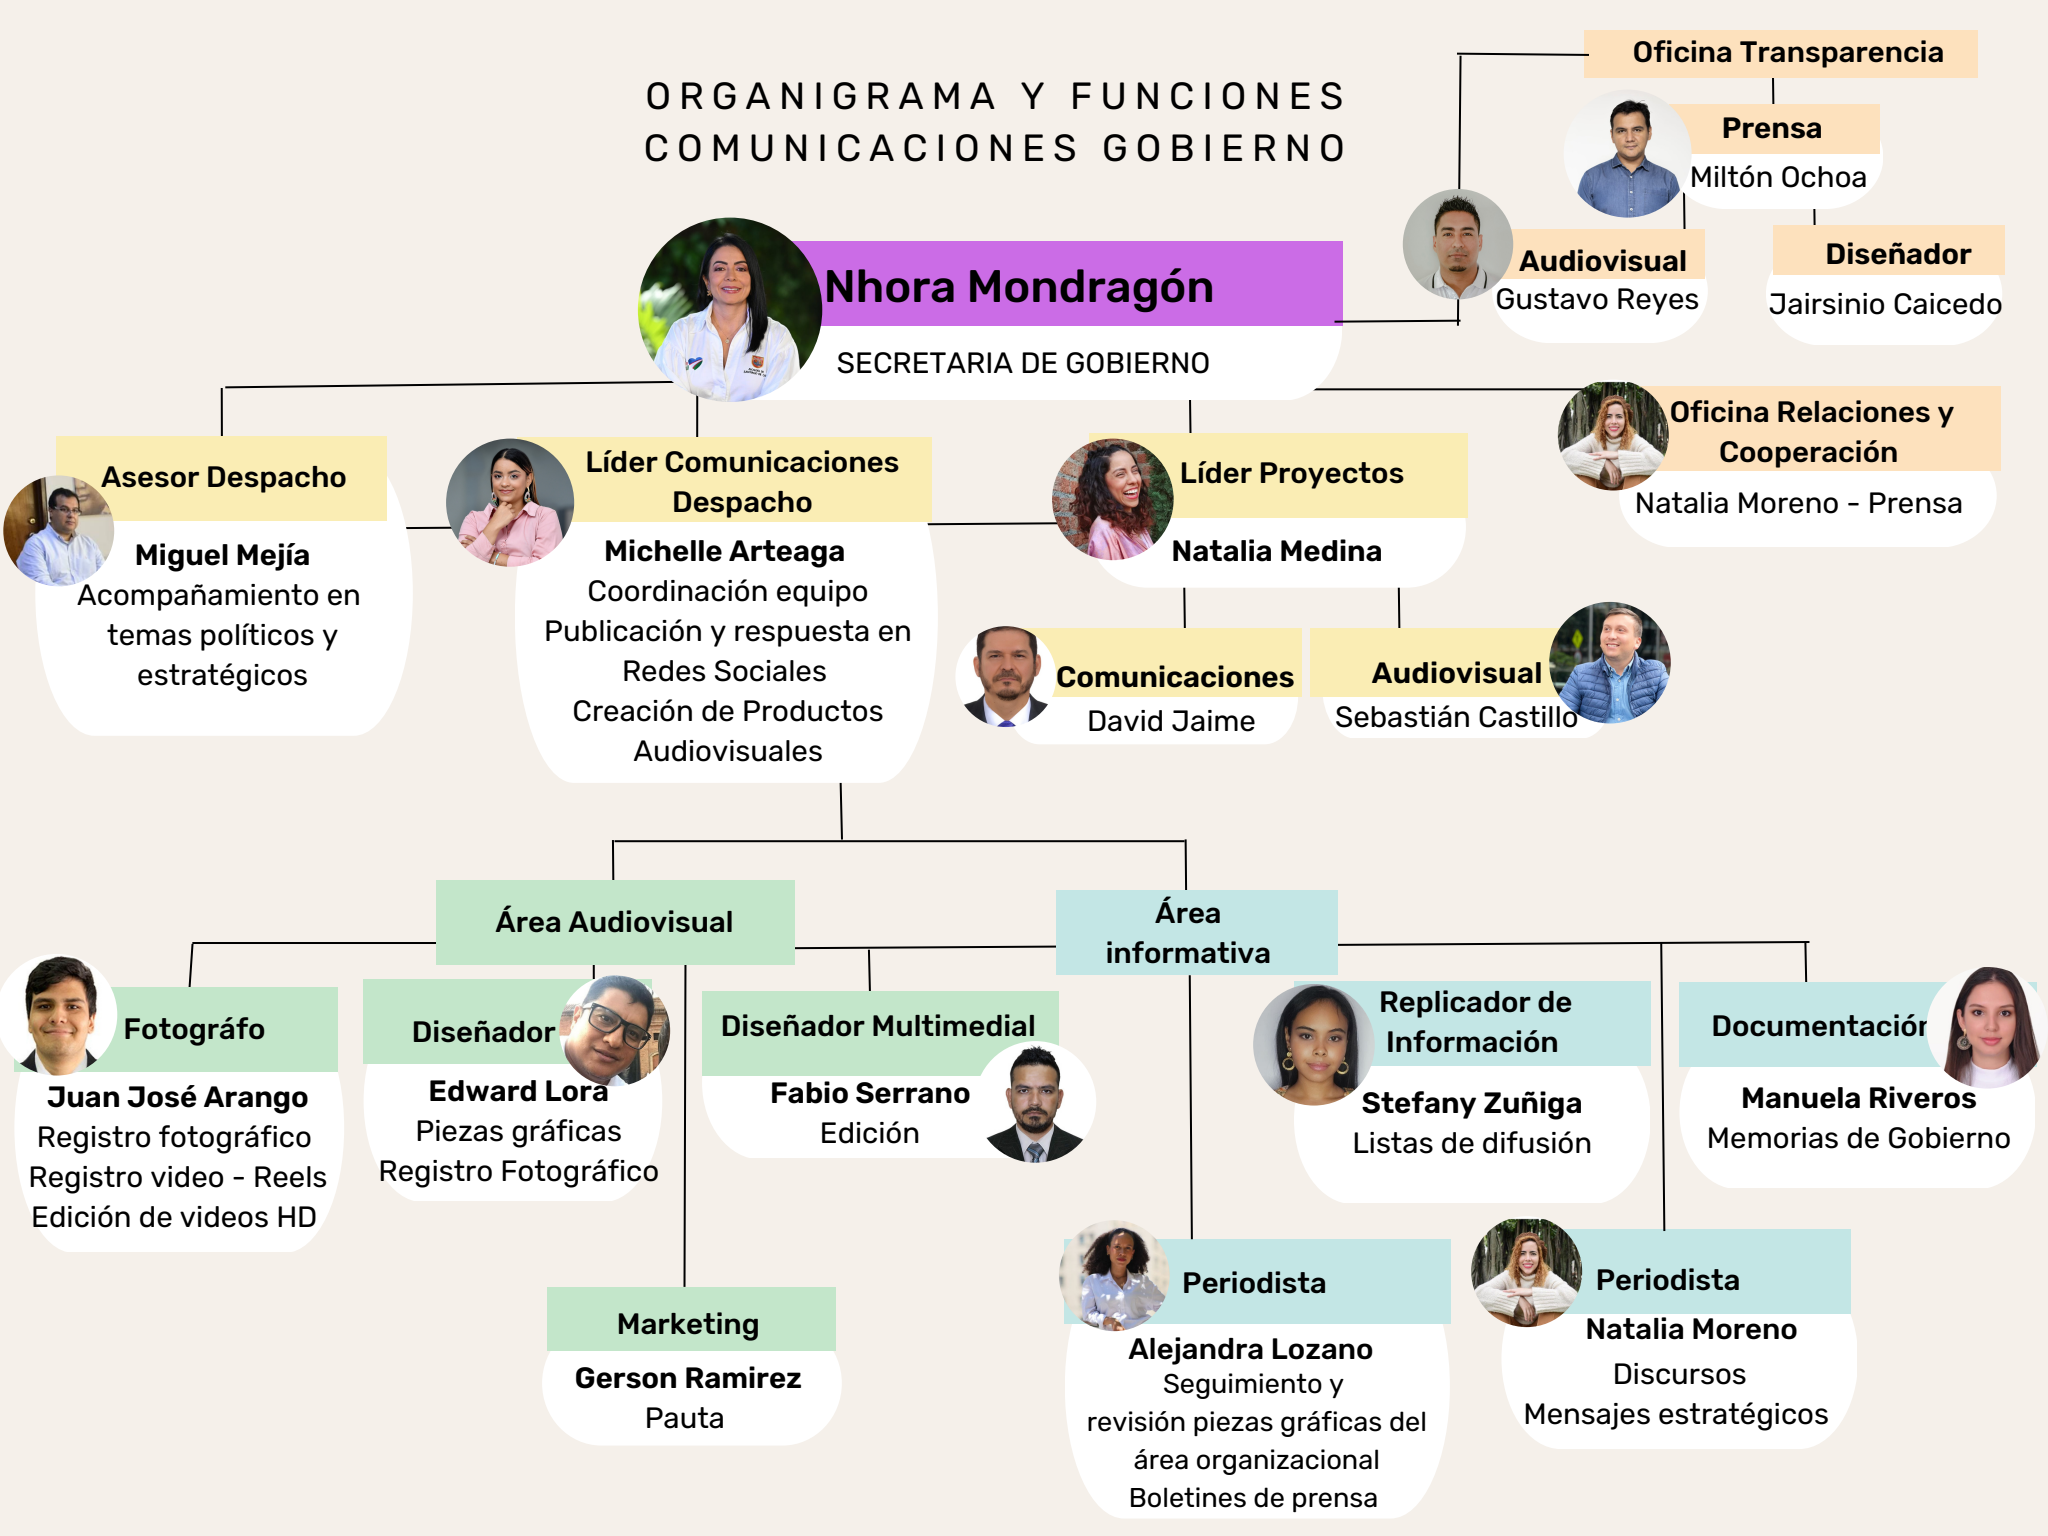 ORGANIGRAMA Y FUNCIONES
COMUNICACIONES GOBIERNO
Oficina Transparencia
Prensa
Miltón Ochoa
Audiovisual
Gustavo Reyes
Diseñador
Jairsinio Caicedo
Nhora Mondragón
SECRETARIA DE GOBIERNO
Oficina Relaciones y
Cooperación
Natalia Moreno - Prensa
Asesor Despacho
Miguel Mejía
Acompañamiento en
temas políticos y
estratégicos
Líder Comunicaciones
Despacho
Michelle Arteaga
Coordinación equipo
Publicación y respuesta en
Redes Sociales
Creación de Productos
Audiovisuales
Líder Proyectos
Natalia Medina
Comunicaciones
David Jaime
Audiovisual
Sebastián Castillo
Área Audiovisual
Fotográfo
Juan José Arango
Registro fotográfico
Registro video - Reels
Edición de videos HD
Diseñador
Edward Lora
Piezas gráficas
Registro Fotográfico
Diseñador Multimedial
Fabio Serrano
Edición
Marketing
Gerson Ramirez
Pauta
Área
informativa
Replicador de
Información
Stefany Zuñiga
Listas de difusión
Documentación
Manuela Riveros
Memorias de Gobierno
Periodista
Alejandra Lozano
Seguimiento y
revisión piezas gráficas del
área organizacional
Boletines de prensa
Periodista
Natalia Moreno
Discursos
Mensajes estratégicos